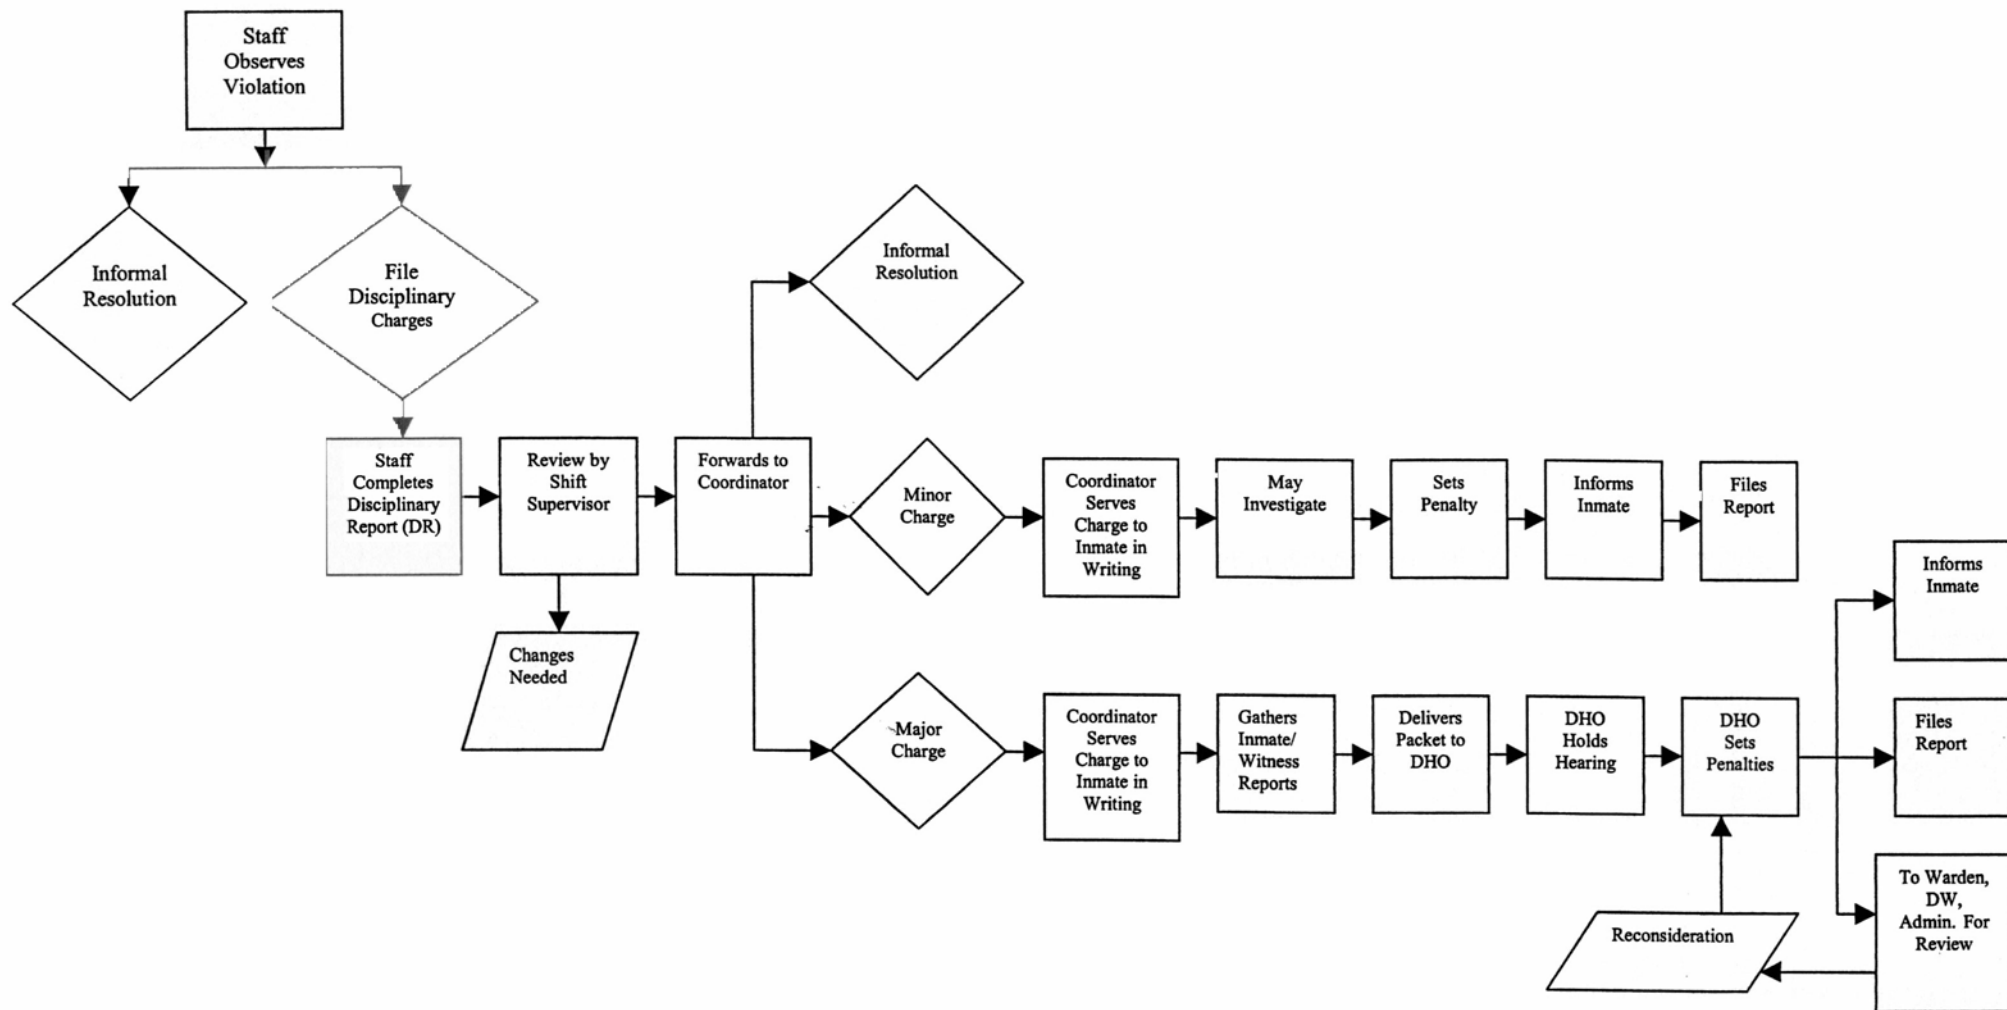 Staff
Observes
Violation
Informal
Resolution
File
Disciplinary
Charges
Informal
Resolution
Staff
Completes
Disciplinary
Report (DR)
Review by
Shift
Supervisor
Forwards to
Coordinator
Minor
Charge
Coordinator
Serves
Charge to
Inmate in
Writing
May
Investigate
Sets
Penalty
Informs
Inmate
Files
Report
Changes
Needed
Major
Charge
Coordinator
Serves
Charge to
Inmate in
Writing
Gathers
Inmate/
Witness
Reports
Delivers
Packet to
DHO
DHO
Holds
Hearing
DHO
Sets
Penalties
Informs
Inmate
Files
Report
To Warden,
DW,
Admin. For
Review
Reconsideration